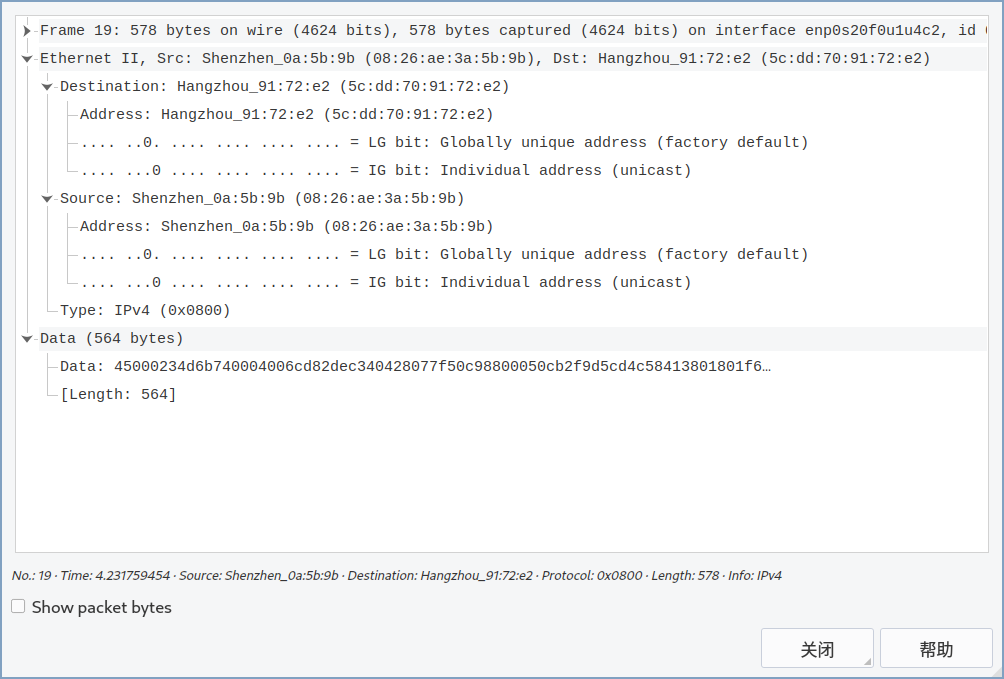 Frame 19: 578 bytes on wire (4624 bits), 578 bytes captured (4624 bits) on interface enp0s20f0u1u4c2, id
Ethernet II, Src: Shenzhen_0a:5b:9b (08:26:ae:3a:5b:9b), Dst: Hangzhou_91:72:e2 (5c:dd:70:91:72:e2)
Destination: Hangzhou_91:72:e2 (5c:dd:70:91:72:e2)
Address: Hangzhou_91:72:e2 (5c:dd:70:91:72:e2)
.... ..0. .... .... .... .... = LG bit: Globally unique address (factory default)
.... ...0 .... .... .... .... = IG bit: Individual address (unicast)
Source: Shenzhen_0a:5b:9b (08:26:ae:3a:5b:9b)
Address: Shenzhen_0a:5b:9b (08:26:ae:3a:5b:9b)
.... ..0. .... .... .... .... = LG bit: Globally unique address (factory default)
.... ...0 .... .... .... .... = IG bit: Individual address (unicast)
Type: IPv4 (0x0800)
Data (564 bytes)
Data: 45000234d6b740004006cd82dec340428077f50c98800050cb2f9d5cd4c58413801801f6…
[Length: 564]
No.: 19 · Time: 4.231759454 · Source: Shenzhen_0a:5b:9b · Destination: Hangzhou_91:72:e2 · Protocol: 0x0800 · Length: 578 · Info: IPv4
Show packet bytes
关闭
帮助